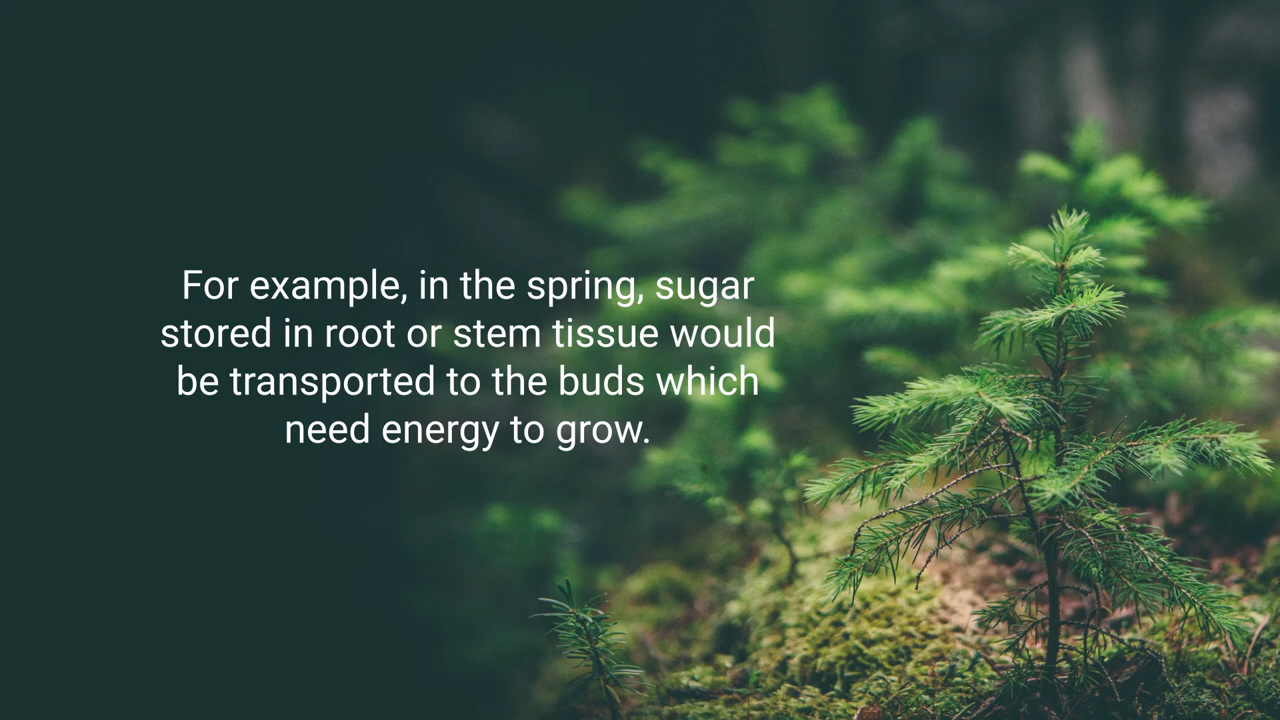 For example, in the spring, sugar
stored in root or stem tissue would
be transported to the buds which
need energy to grow.